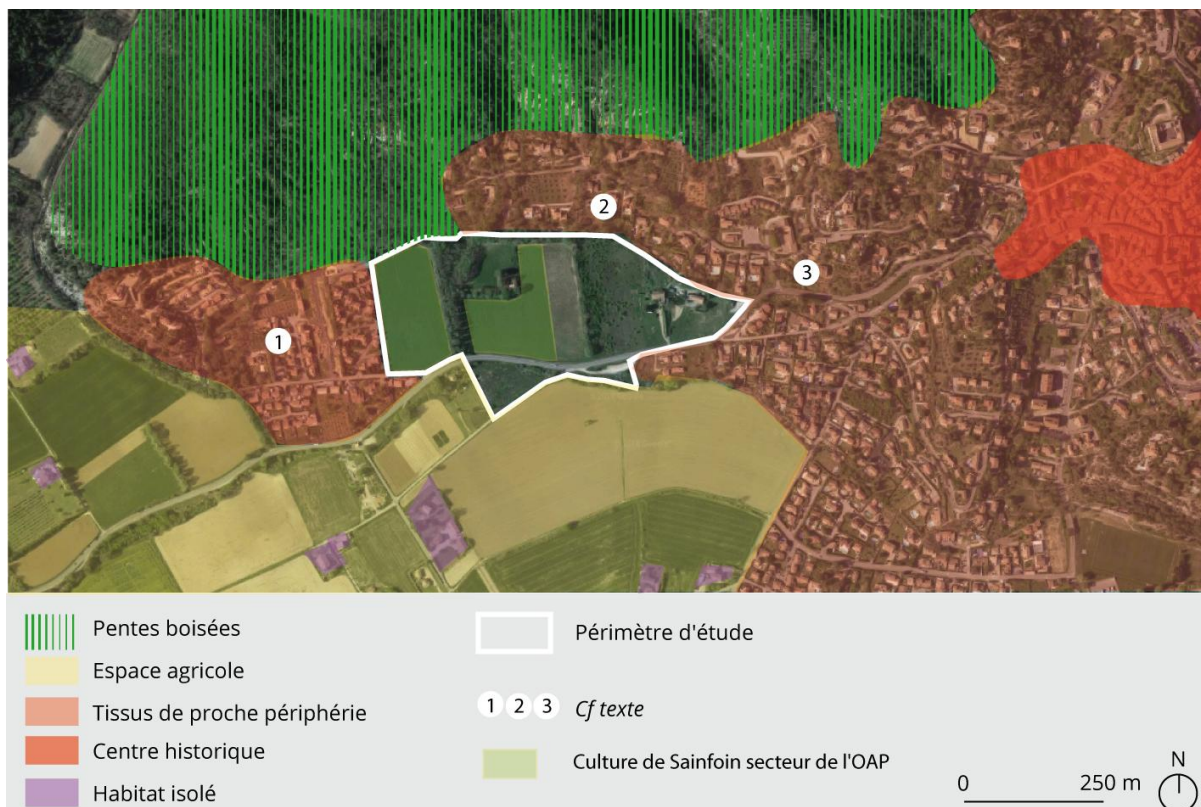 2
3
1
Pentes boisées
Espace agricole
Tissus de proche périphérie
Centre historique
Habitat isolé
Périmètre d'étude
1 2 3 Cf texte
Culture de Sainfoin secteur de l'OAP
0 250 m
N